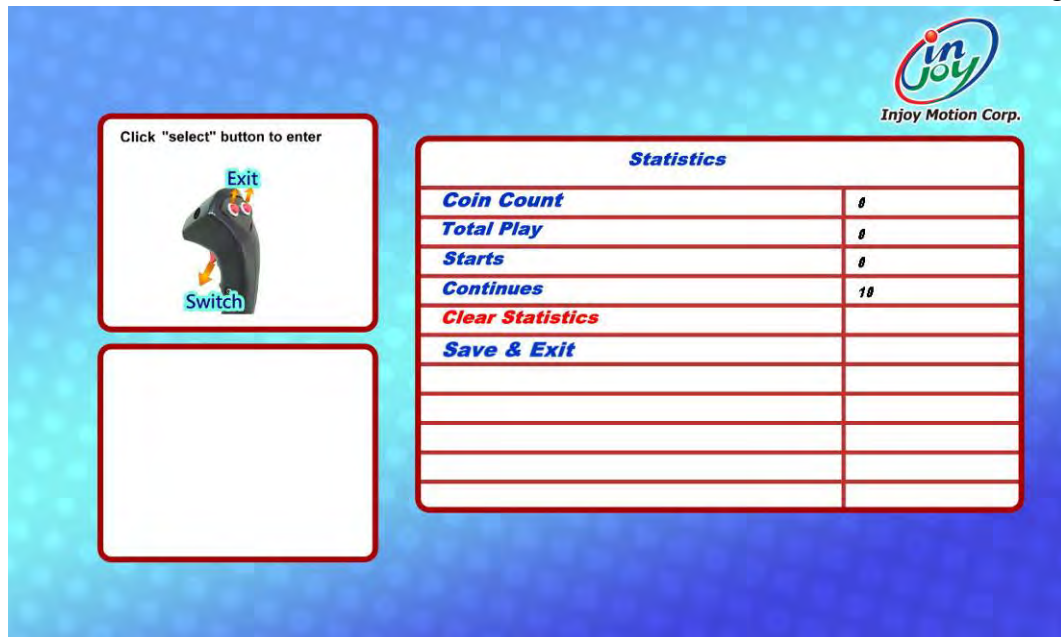 in
joy
Injoy Motion Corp.
Click "select" button to enter
Exit
Switch
Statistics
Coin Count 0
Total Play 0
Starts 0
Continues 10
Clear Statistics
Save & Exit